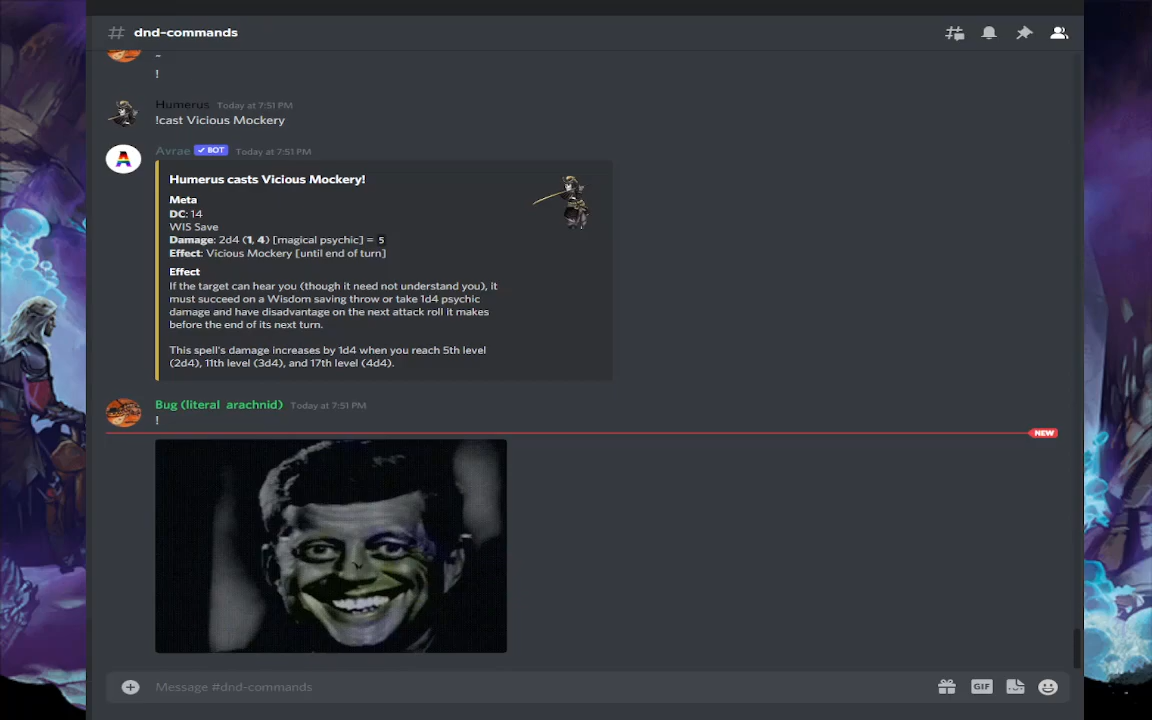 dnd-commands
!
Humerus Today at 7:51 PM
!cast Vicious Mockery
A
Avrae BOT Today at 7:51 PM
Humerus casts Vicious Mockery!
Meta
DC: 14
WIS Save
Damage: 2d4 (1, 4) [magical psychic] = 5
Effect: Vicious Mockery [until end of turn]
Effect
If the target can hear you (though it need not understand you), it
must succeed on a Wisdom saving throw or take 1d4 psychic
damage and have disadvantage on the next attack roll it makes
before the end of its next turn.
This spell's damage increases by 1d4 when you reach 5th level
(2d4), 11th level (3d4), and 17th level (4d4).
Bug (literal arachnid) Today at 7:51 PM
!
NEW
Message #dnd-commands
GIF